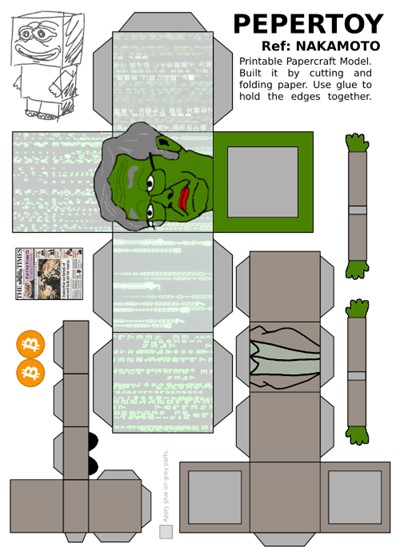 PEPERTOY
Ref: NAKAMOTO
Printable Papercraft Model.
Built it by cutting and
folding paper. Use glue to
hold the edges together.
THE TIMES
Apply glue on grey parts.